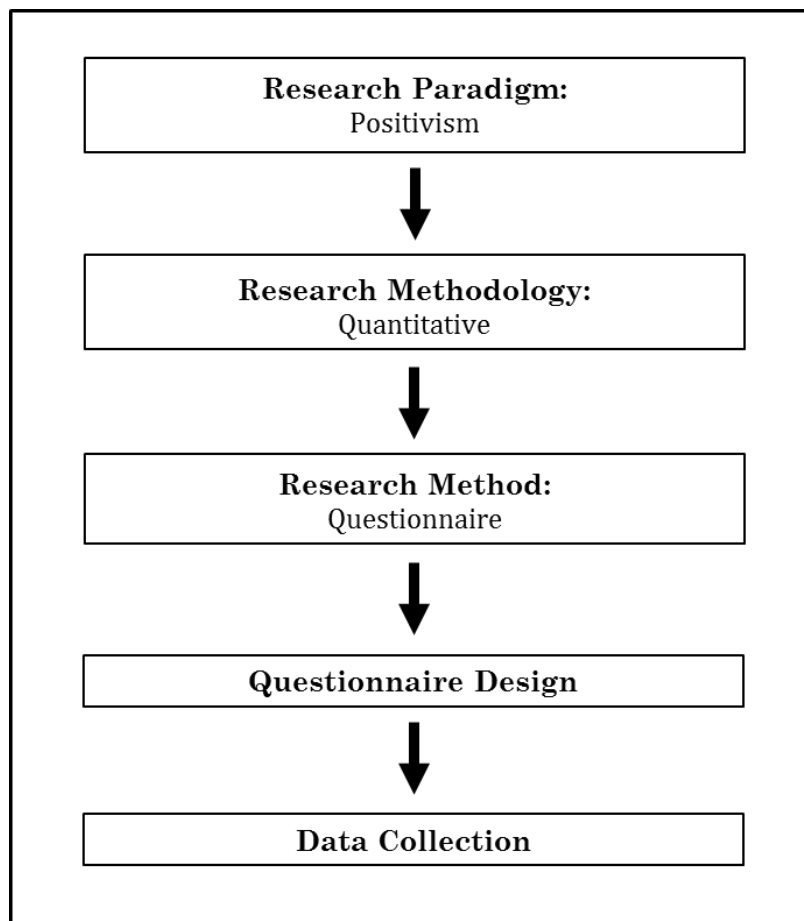 Research Paradigm:
Positivism
Research Methodology:
Quantitative
Research Method:
Questionnaire
Questionnaire Design
Data Collection